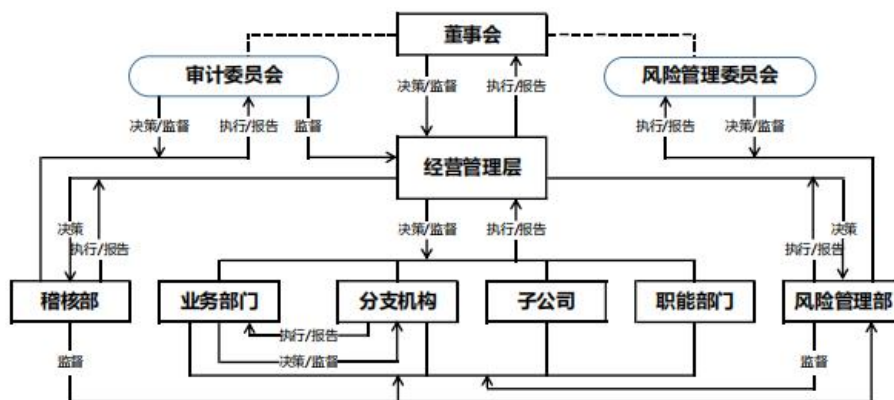 董事会
审计委员会
风险管理委员会
决策/监督
执行/报告
决策/监督
执行/报告
监督
执行/报告
决策/监督
经营管理层
决策
执行/报告
决策/监督
执行/报告
决策
执行/报告
稽核部
业务部门
分支机构
子公司
职能部门
风险管理部
执行/报告
决策/监督
监督
监督